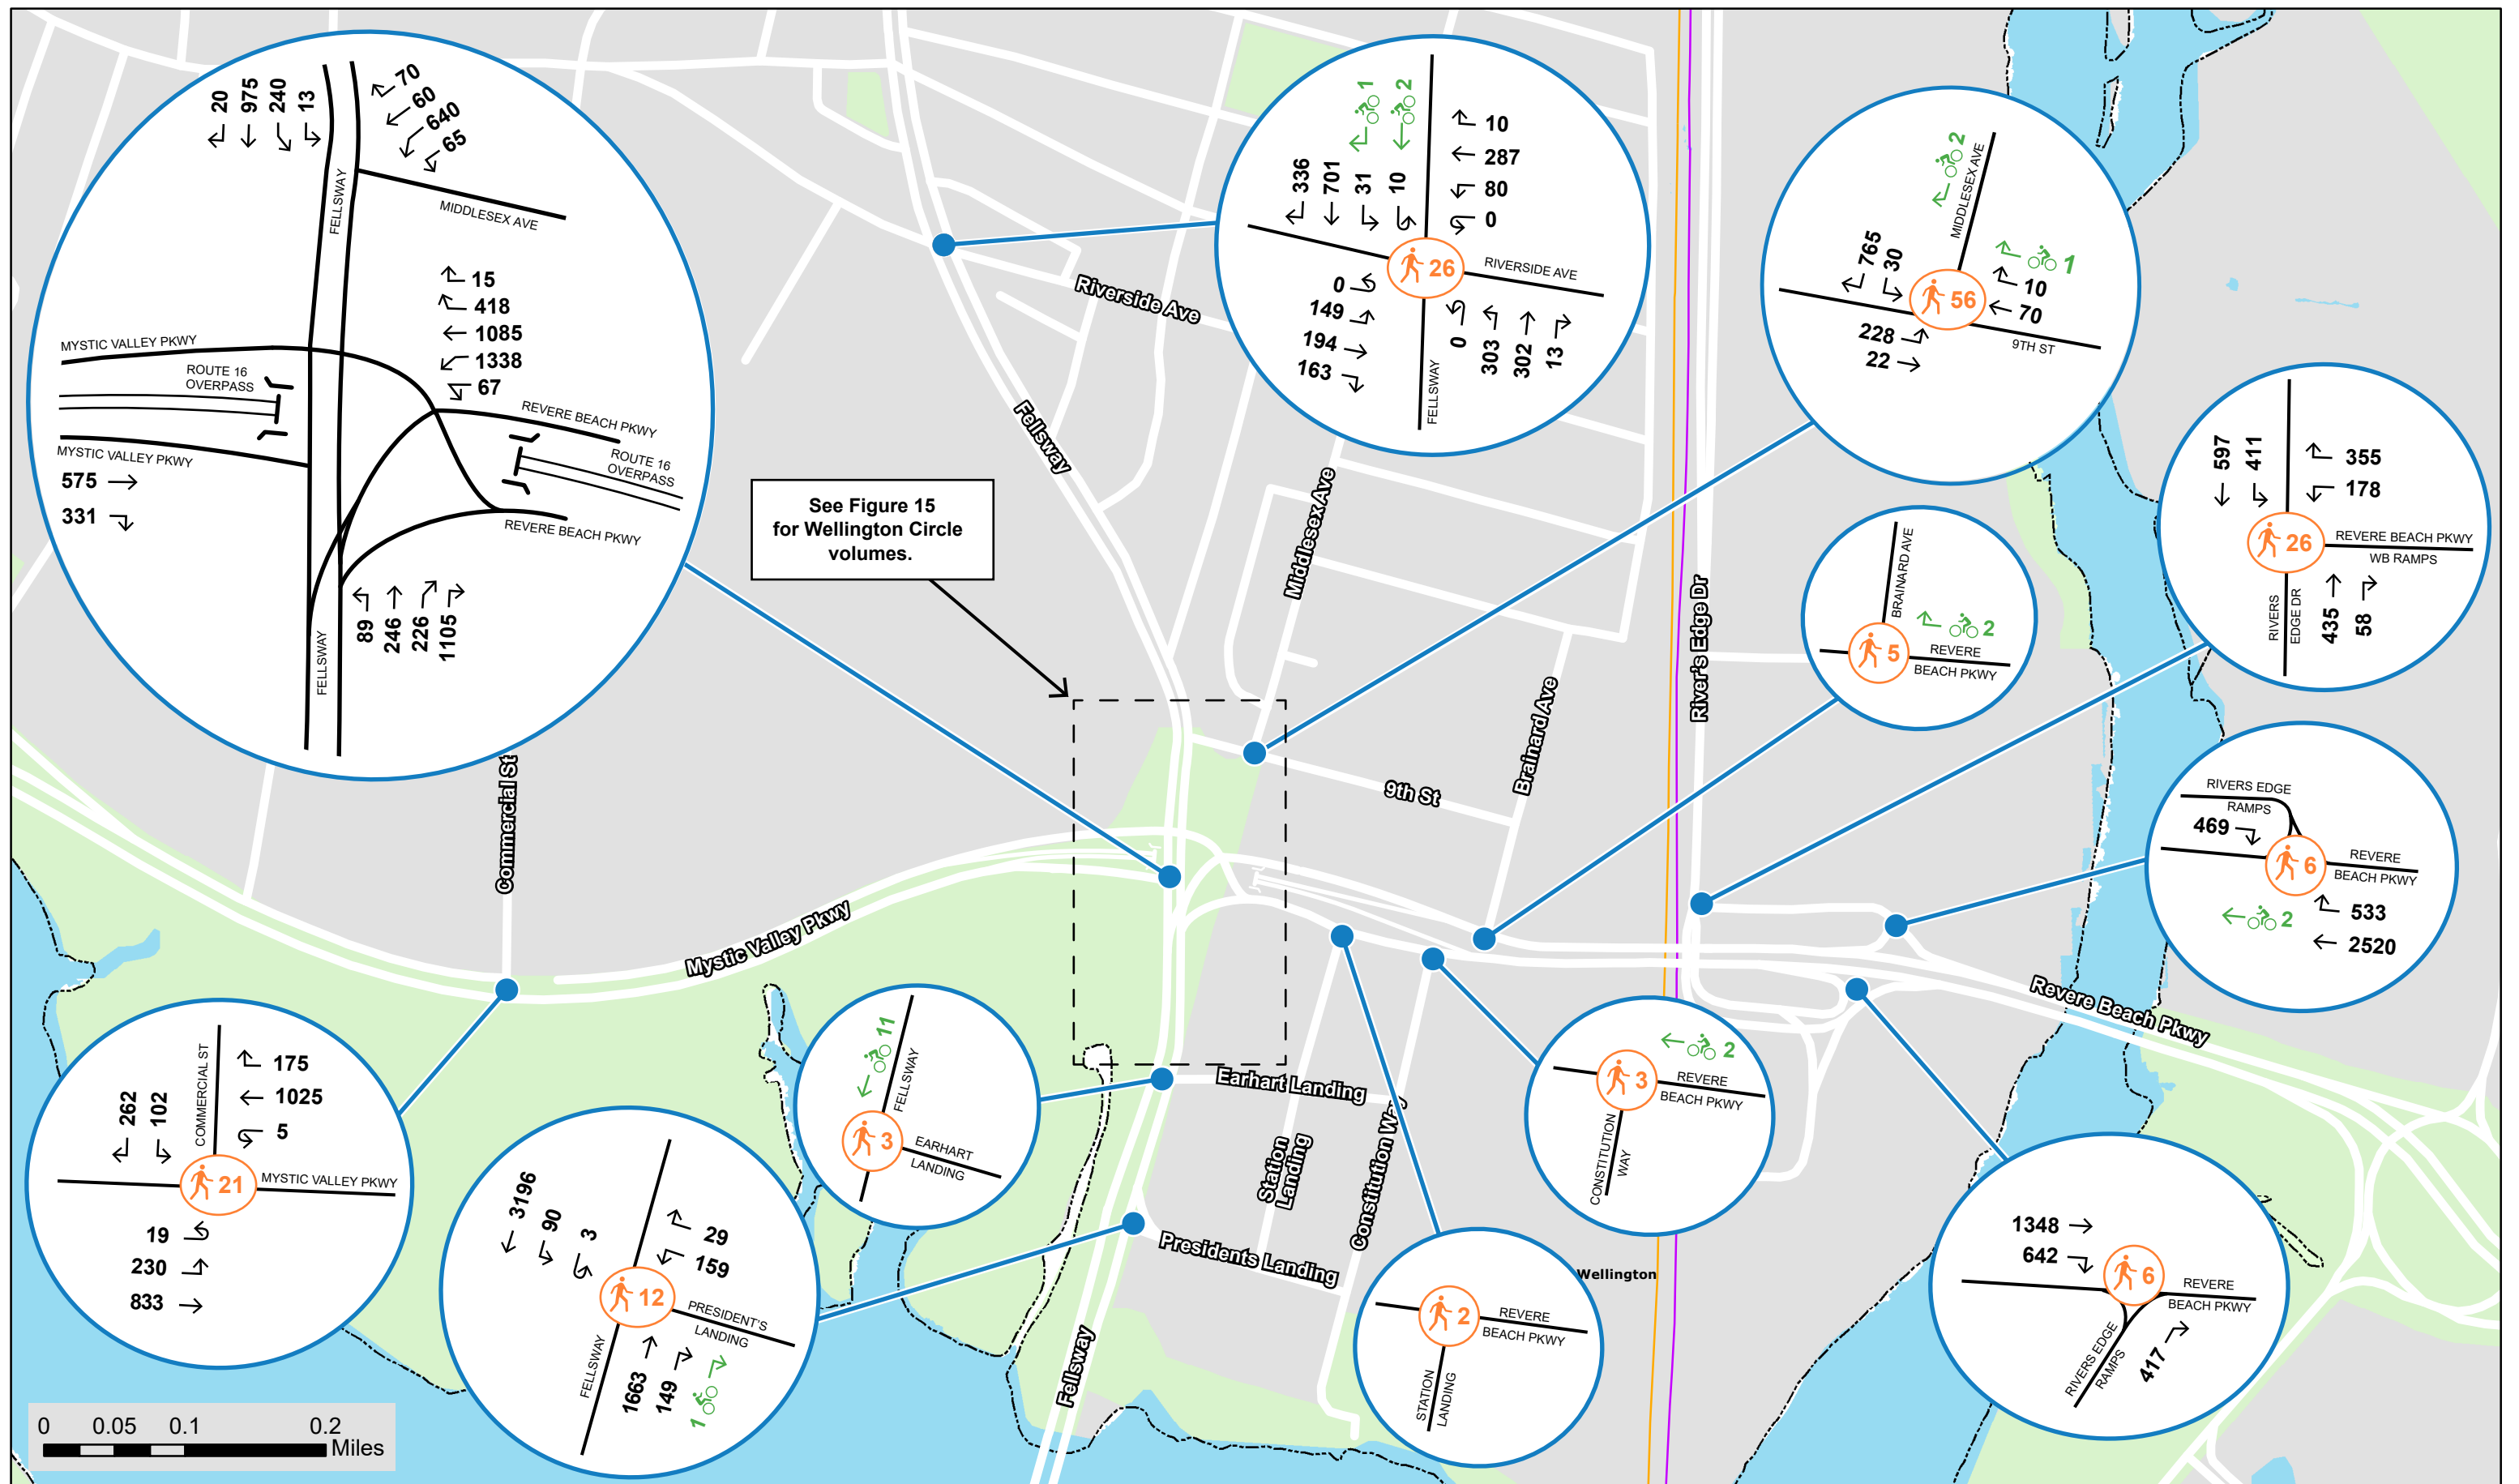 20
975
240
13
70
60
640
65
FELLSWAY
MIDDLESEX AVE
15
418
1085
1338
67
MYSTIC VALLEY PKWY
ROUTE 16
OVERPASS
REVERE BEACH PKWY
ROUTE 16
OVERPASS
MYSTIC VALLEY PKWY
575
331
REVERE BEACH PKWY
89
246
226
1105
FELLSWAY
1
2
336
701
31
10
10
287
80
0
26
RIVERSIDE AVE
0
149
194
163
0
303
302
13
FELLSWAY
2
MIDDLESEX AVE
765
30
1
10
70
56
228
22
9TH ST
597
411
355
178
26
REVERE BEACH PKWY
WB RAMPS
RIVERS
EDGE DR
435
58
BRAINARD AVE
2
5
REVERE
BEACH PKWY
RIVERS EDGE
RAMPS
469
6
REVERE
BEACH PKWY
2
533
2520
See Figure 15
for Wellington Circle
volumes.
Riverside Ave
Fellsway
Middlesex Ave
River's Edge Dr
Brainard Ave
9th St
Commercial St
Mystic Valley Pkwy
Revere Beach Pkwy
Earhart Landing
Station
Landing
Constitution Way
Presidents Landing
Fellsway
Wellington
262
102
COMMERCIAL ST
175
1025
5
21
MYSTIC VALLEY PKWY
19
230
833
11
FELLSWAY
3
EARHART
LANDING
3196
90
3
29
159
12
PRESIDENT'S
LANDING
FELLSWAY
1663
149
1
2
3
REVERE
BEACH PKWY
CONSTITUTION
WAY
2
REVERE
BEACH PKWY
STATION
LANDING
1348
642
6
REVERE
BEACH PKWY
RIVERS EDGE
RAMPS
417
0 0.05 0.1 0.2
Miles